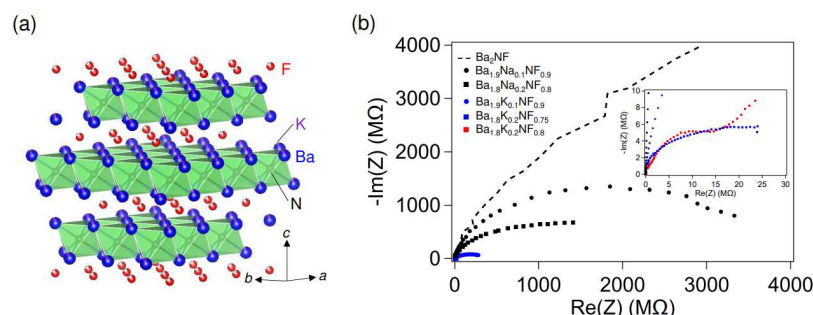 (a)
F
K
Ba
N
c
b
a
(b)
4000
3000
2000
1000
0
-Im(Z) (MΩ)
Ba₂NF
Ba₁.₉Na₀.₁NF₀.₉
Ba₁.₈Na₀.₂NF₀.₈
Ba₁.₉K₀.₁NF₀.₉
Ba₁.₈K₀.₂NF₀.₇₅
Ba₁.₈K₀.₂NF₀.₈
10
8
6
4
2
0
-Im(Z) (MΩ)
0 5 10 15 20 25 30
Re(Z) (MΩ)
0 1000 2000 3000 4000
Re(Z) (MΩ)